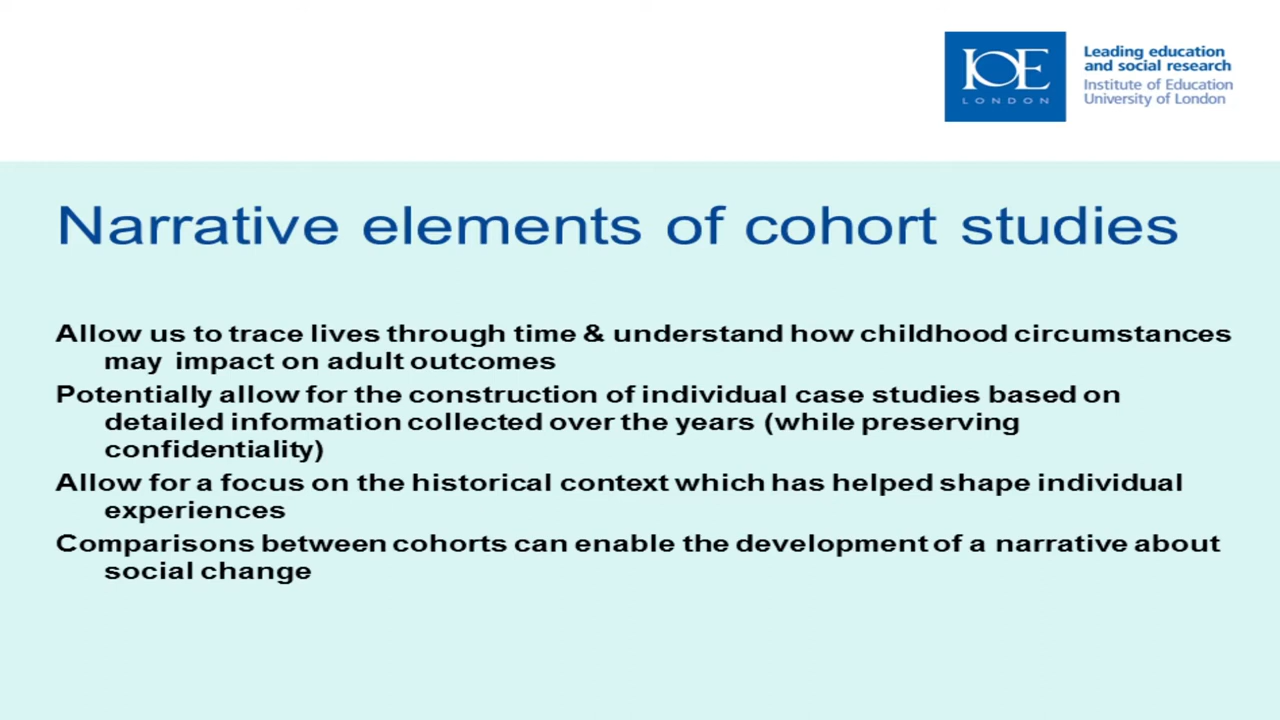 IOE
LONDON
Leading education
and social research
Institute of Education
University of London
Narrative elements of cohort studies
Allow us to trace lives through time & understand how childhood circumstances
may impact on adult outcomes
Potentially allow for the construction of individual case studies based on
detailed information collected over the years (while preserving
confidentiality)
Allow for a focus on the historical context which has helped shape individual
experiences
Comparisons between cohorts can enable the development of a narrative about
social change